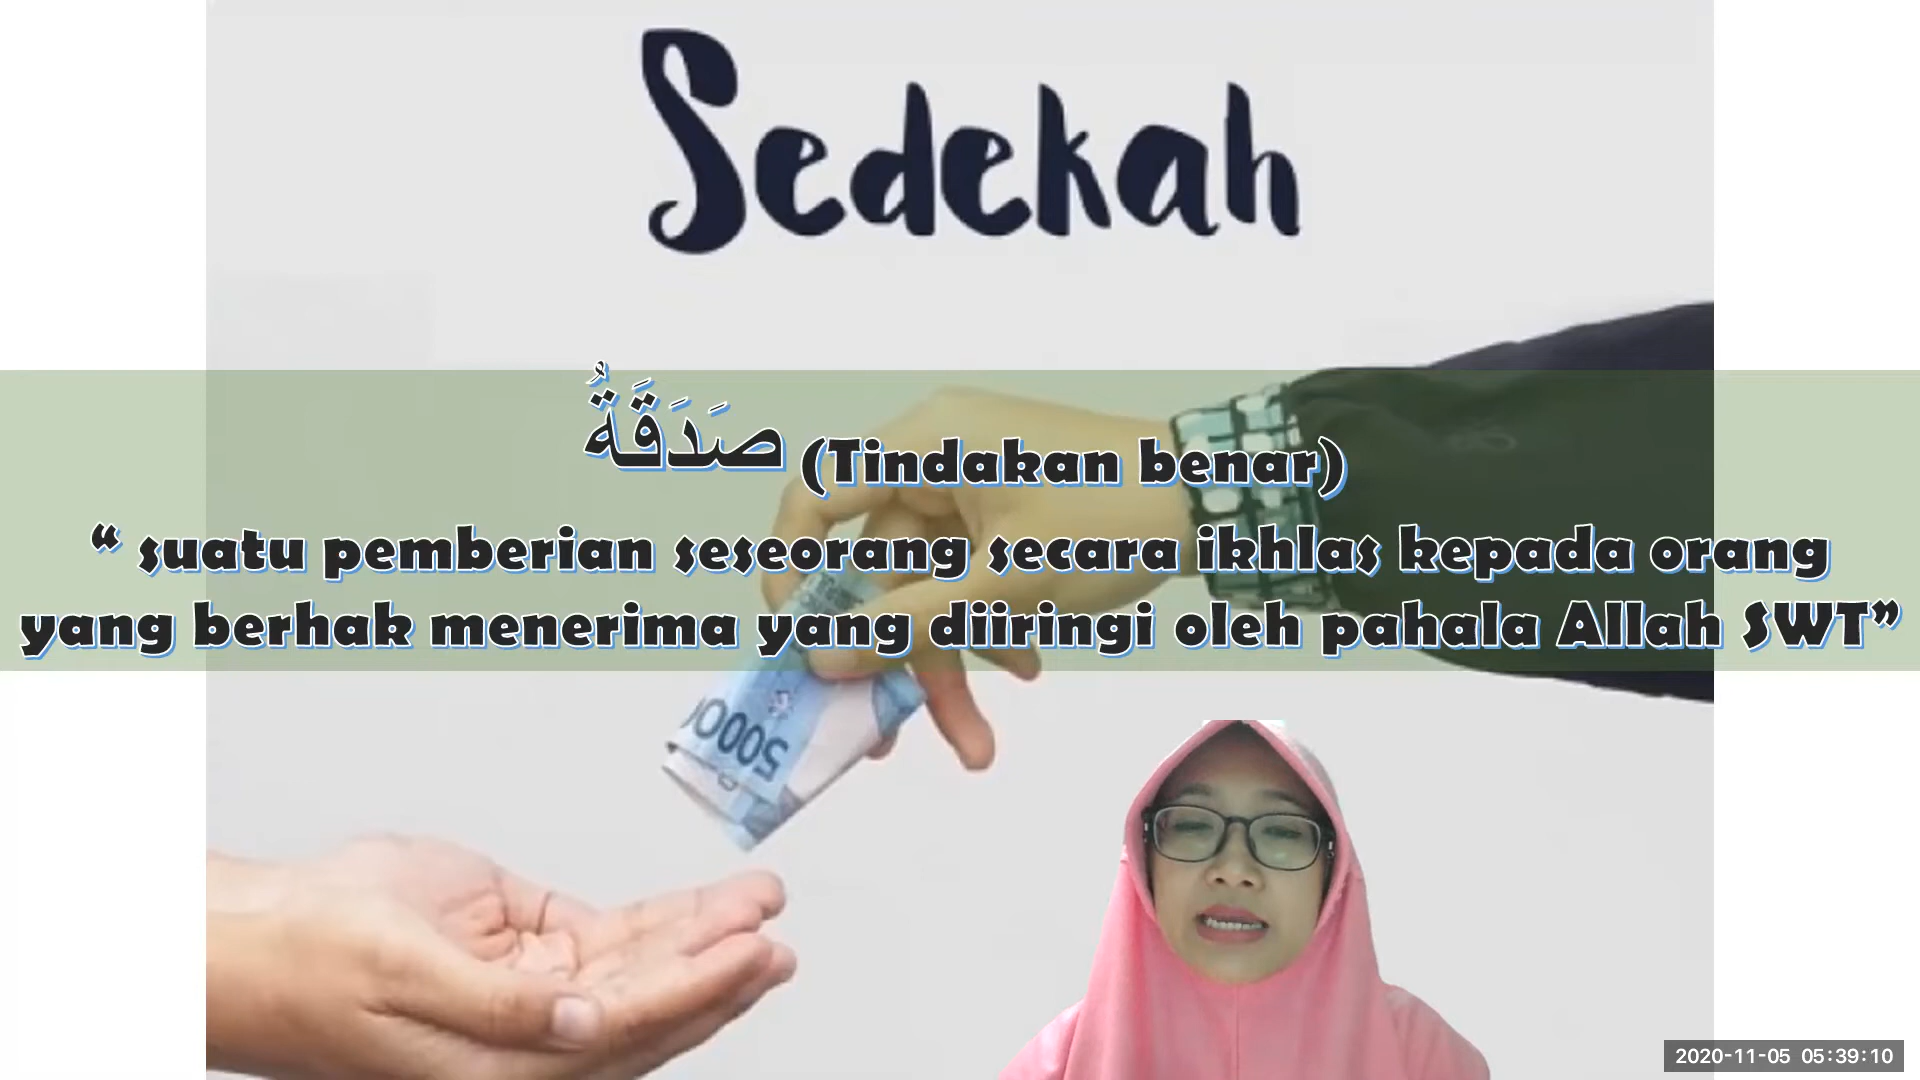 Sedekah
صَدَقَةٌ (Tindakan benar)
“ suatu pemberian seseorang secara ikhlas kepada orang
yang berhak menerima yang diiringi oleh pahala Allah SWT”
50000
2020-11-05 05:39:10